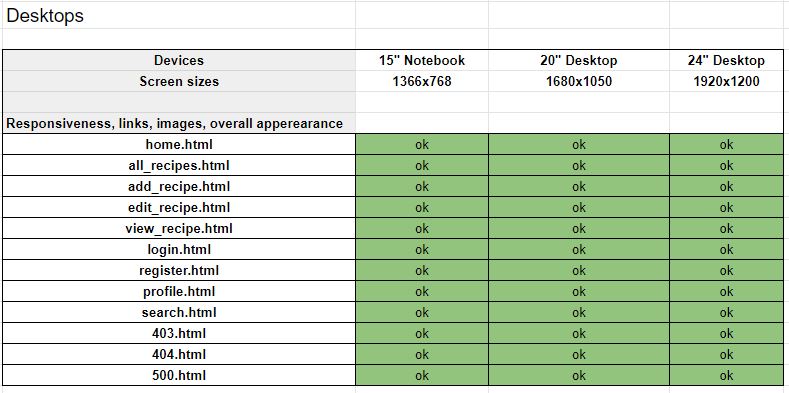 Desktops
Devices 15" Notebook 20" Desktop 24" Desktop
Screen sizes 1366x768 1680x1050 1920x1200
Responsiveness, links, images, overall apperearance
home.html ok ok ok
all_recipes.html ok ok ok
add_recipe.html ok ok ok
edit_recipe.html ok ok ok
view_recipe.html ok ok ok
login.html ok ok ok
register.html ok ok ok
profile.html ok ok ok
search.html ok ok ok
403.html ok ok ok
404.html ok ok ok
500.html ok ok ok